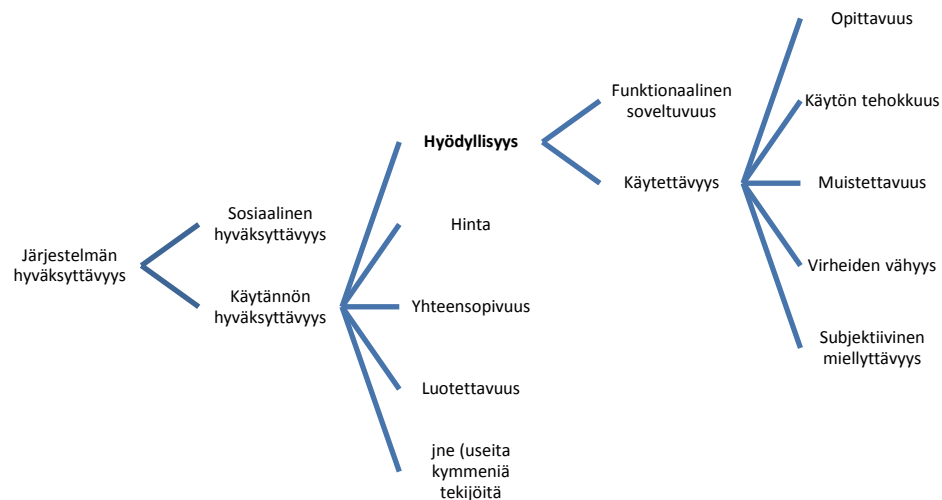 Järjestelmän
hyväksyttävyys
Sosiaalinen
hyväksyttävyys
Käytännön
hyväksyttävyys
Hyödyllisyys
Hinta
Yhteensopivuus
Luotettavuus
jne (useita
kymmeniä
tekijöitä
Funktionaalinen
soveltuvuus
Käytettävyys
Opittavuus
Käytön tehokkuus
Muistettavuus
Virheiden vähyys
Subjektiivinen
miellyttävyys